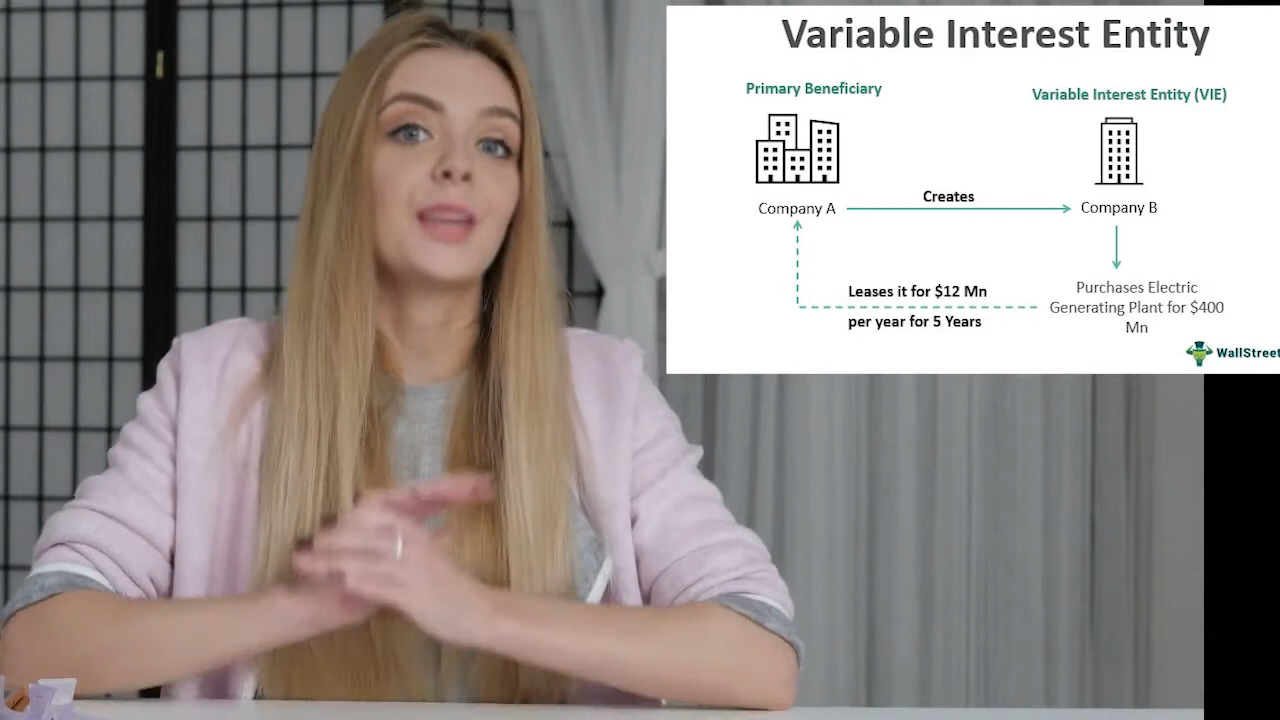 Variable Interest Entity
Primary Beneficiary
Variable Interest Entity (VIE)
Company A
Creates
Company B
Leases it for $12 Mn
per year for 5 Years
Purchases Electric
Generating Plant for $400
Mn
WallStreet